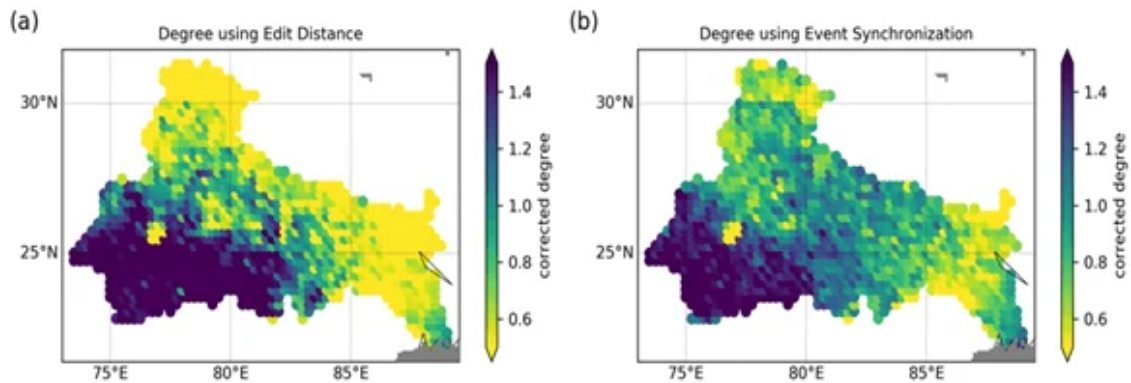 (a)
Degree using Edit Distance
30°N
25°N
75°E
80°E
85°E
1.4
1.2
1.0
0.8
0.6
corrected degree
(b)
Degree using Event Synchronization
30°N
25°N
75°E
80°E
85°E
1.4
1.2
1.0
0.8
0.6
corrected degree